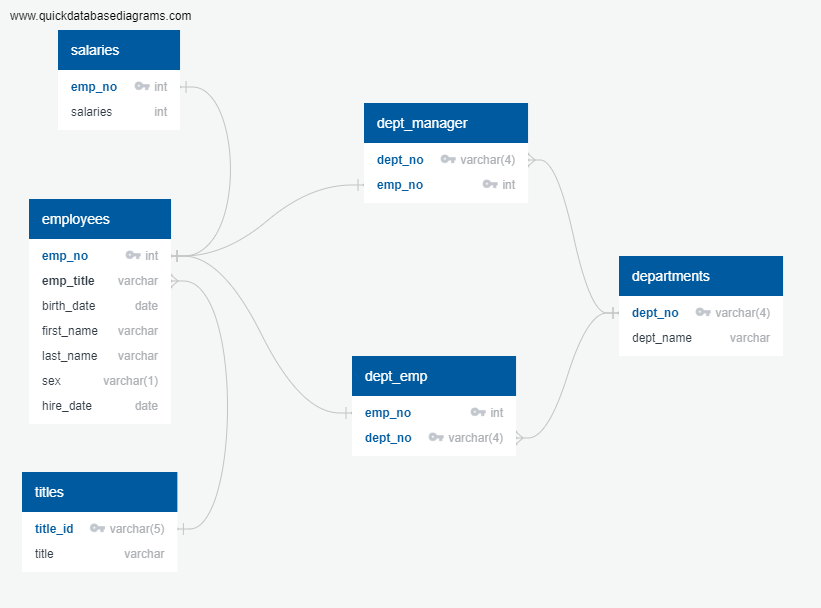 www.quickdatabasediagrams.com
salaries
emp_no int
salaries int
dept_manager
dept_no varchar(4)
emp_no int
employees
emp_no int
emp_title varchar
birth_date date
first_name varchar
last_name varchar
sex varchar(1)
hire_date date
departments
dept_no varchar(4)
dept_name varchar
dept_emp
emp_no int
dept_no varchar(4)
titles
title_id varchar(5)
title varchar